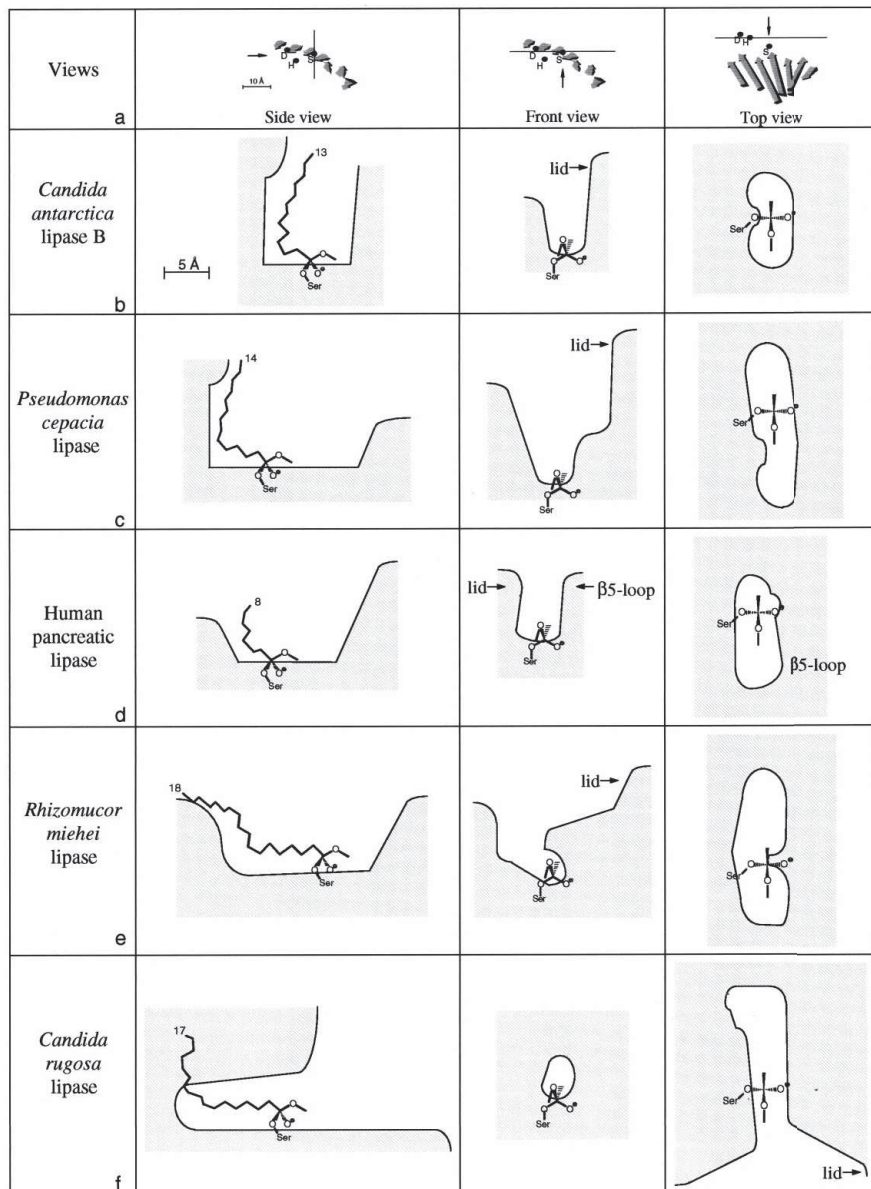 Views
a
D
H
S
10 Å
Side view
D
H
S
Front view
D
H
S
Top view
Candida
antarctica
lipase B
b
13
5 Å
O
O
O
Ser
lid
O
O
O
Ser
Ser
O
O
O
Pseudomonas
cepacia
lipase
c
14
O
O
O
Ser
lid
O
O
O
Ser
Ser
O
O
O
Human
pancreatic
lipase
d
8
O
O
O
Ser
lid
β5-loop
O
O
O
Ser
Ser
O
O
O
β5-loop
Rhizomucor
miehei
lipase
e
18
O
O
O
Ser
lid
O
O
O
Ser
Ser
O
O
O
Candida
rugosa
lipase
f
17
O
O
O
Ser
O
O
O
Ser
Ser
O
O
O
lid